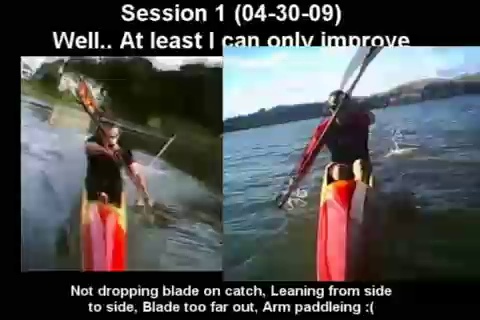 Session 1 (04-30-09)
Well.. At least I can only improve
Not dropping blade on catch, Leaning from side
to side, Blade too far out, Arm paddleing :(